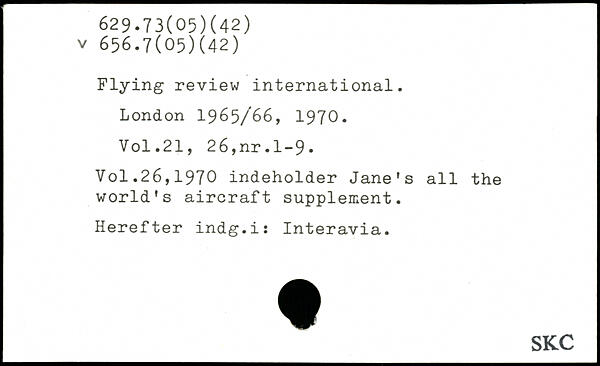 629.73(05)(42)
v 656.7(05)(42)
Flying review international.
London 1965/66, 1970.
Vol.21, 26,nr.1-9.
Vol.26,1970 indeholder Jane's all the
world's aircraft supplement.
Herefter indg.i: Interavia.
SKC